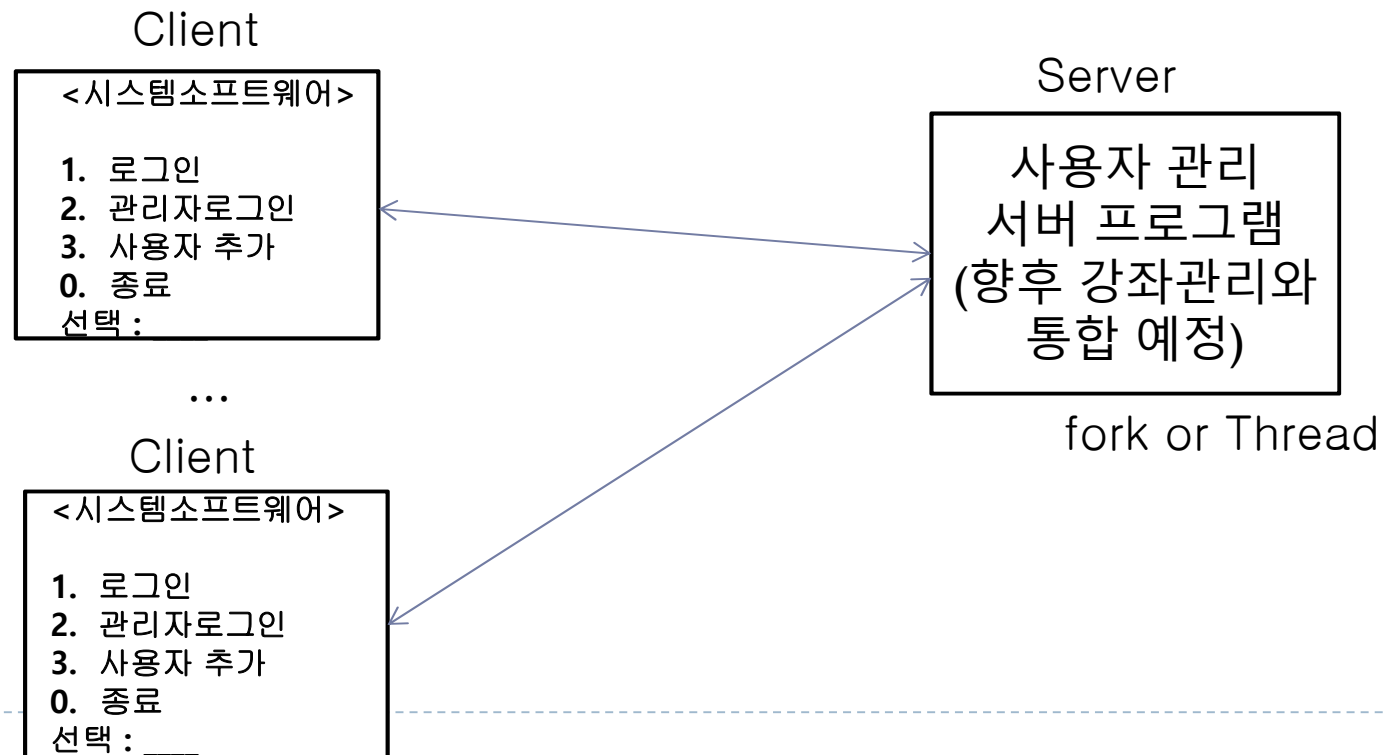 Client
<시스템소프트웨어>
1. 로그인
2. 관리자로그인
3. 사용자 추가
0. 종료
선택 : ____
...
Client
<시스템소프트웨어>
1. 로그인
2. 관리자로그인
3. 사용자 추가
0. 종료
선택 : ____
Server
사용자 관리
서버 프로그램
(향후 강좌관리와
통합 예정)
fork or Thread